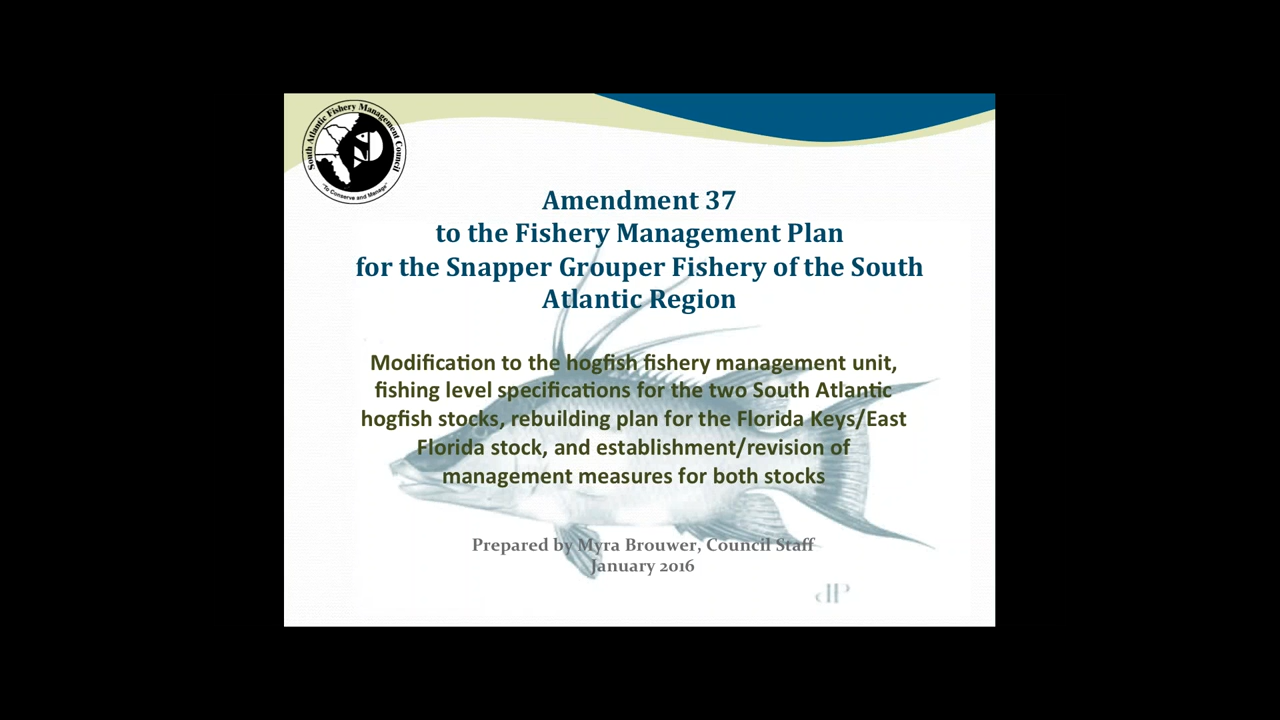 South Atlantic Fishery Management Council
"To Conserve and Manage"
Amendment 37
to the Fishery Management Plan
for the Snapper Grouper Fishery of the South
Atlantic Region
Modification to the hogfish fishery management unit,
fishing level specifications for the two South Atlantic
hogfish stocks, rebuilding plan for the Florida Keys/East
Florida stock, and establishment/revision of
management measures for both stocks
Prepared by Myra Brouwer, Council Staff
January 2016